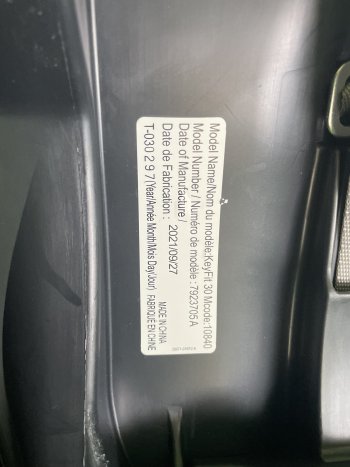 Model Name/Nom du modèle:KeyFit 30 Mcode:10840
Model Number / Numéro de modèle :7923705A
Date of Manufacture /
Date de Fabrication : 2021/09/27
T-030 2 9 7(Year/Année Month/Mois Day(Jour)
MADE IN CHINA
FABRIQUÉ EN CHINE